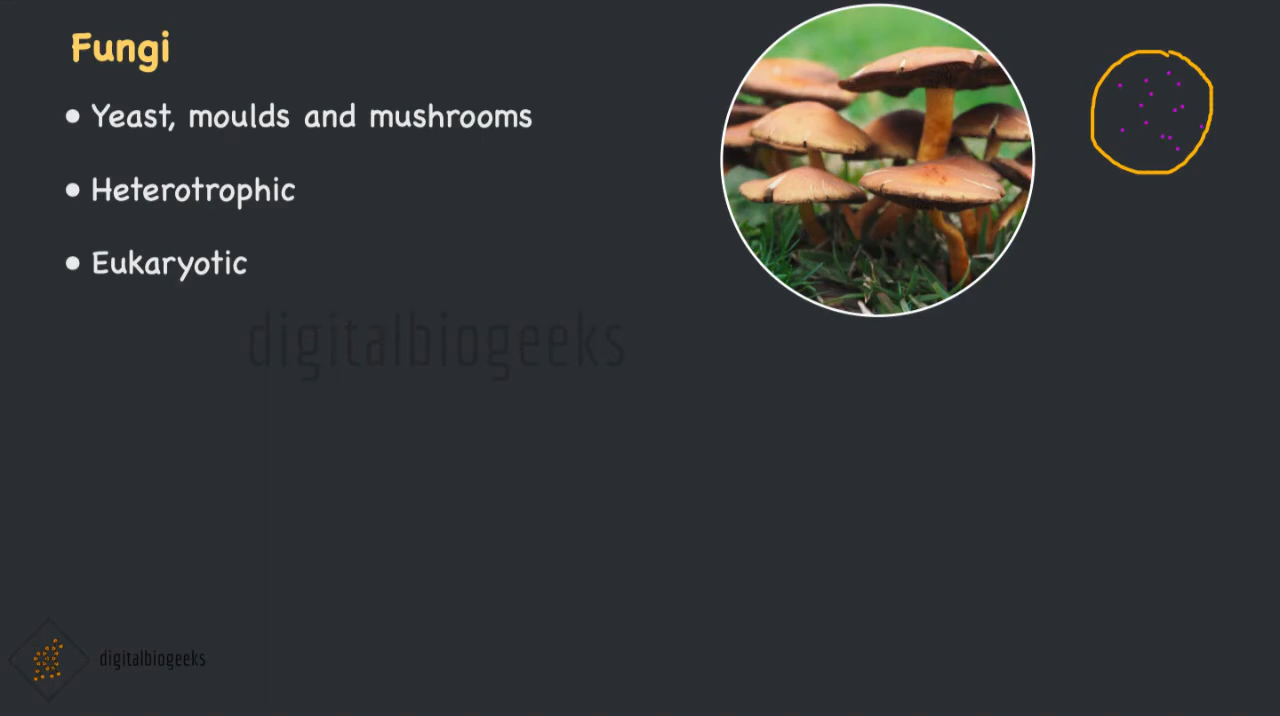 Fungi
• Yeast, moulds and mushrooms
• Heterotrophic
• Eukaryotic
digitalbiogeeks
digitalbiogeeks